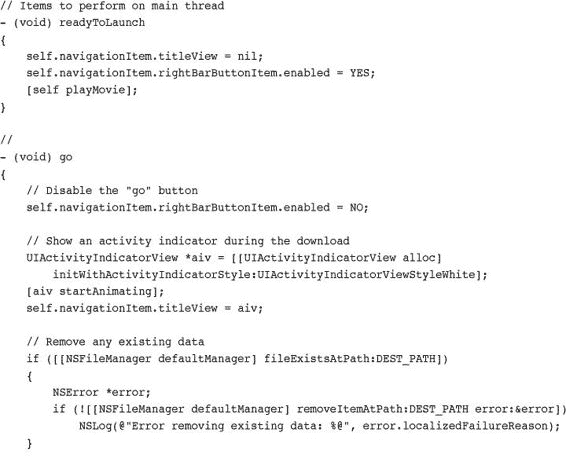 // Items to perform on main thread
- (void) readyToLaunch
{
    self.navigationItem.titleView = nil;
    self.navigationItem.rightBarButtonItem.enabled = YES;
    [self playMovie];
}

//
- (void) go
{
    // Disable the "go" button
    self.navigationItem.rightBarButtonItem.enabled = NO;

    // Show an activity indicator during the download
    UIActivityIndicatorView *aiv = [[UIActivityIndicatorView alloc]
        initWithActivityIndicatorStyle:UIActivityIndicatorViewStyleWhite];
    [aiv startAnimating];
    self.navigationItem.titleView = aiv;

    // Remove any existing data
    if ([[NSFileManager defaultManager] fileExistsAtPath:DEST_PATH])
    {
        NSError *error;
        if (![[NSFileManager defaultManager] removeItemAtPath:DEST_PATH error:&error])
            NSLog(@"Error removing existing data: %@", error.localizedFailureReason);
    }